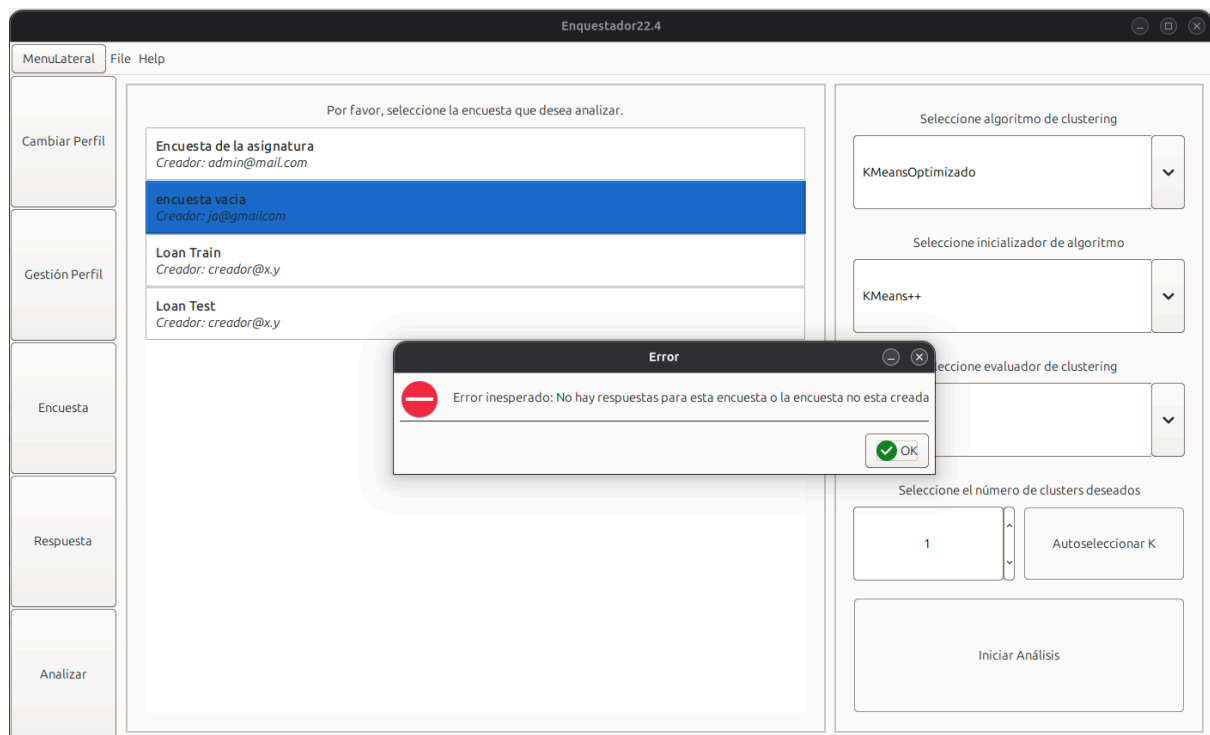 Enquestador22.4
MenuLateral File Help
Cambiar Perfil
Gestión Perfil
Encuesta
Respuesta
Analizar
Por favor, seleccione la encuesta que desea analizar.
Encuesta de la asignatura
Creador: admin@mail.com
encuesta vacia
Creador: ja@gmailcom
Loan Train
Creador: creador@x.y
Loan Test
Creador: creador@x.y
Error
Error inesperado: No hay respuestas para esta encuesta o la encuesta no esta creada
OK
Seleccione algoritmo de clustering
KMeansOptimizado
Seleccione inicializador de algoritmo
KMeans++
eccione evaluador de clustering
Seleccione el número de clusters deseados
1
Autoseleccionar K
Iniciar Análisis